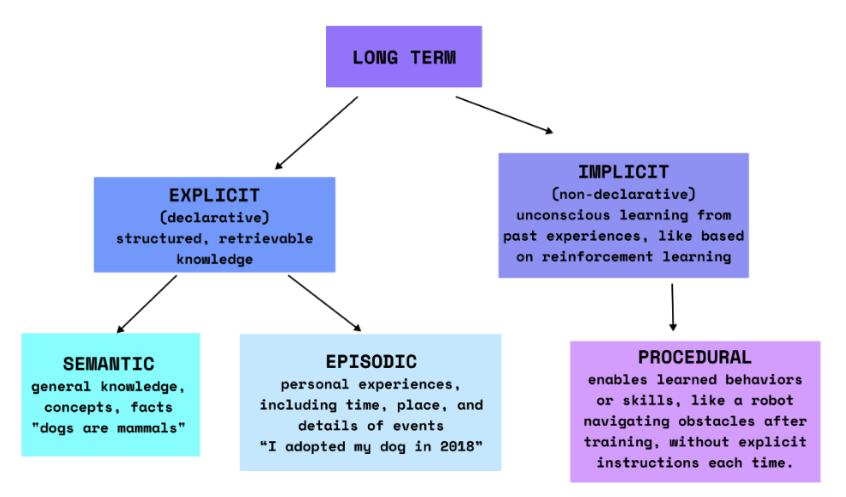 LONG TERM
EXPLICIT
(declarative)
structured, retrievable
knowledge
IMPLICIT
(non-declarative)
unconscious learning from
past experiences, like based
on reinforcement learning
SEMANTIC
general knowledge,
concepts, facts
"dogs are mammals"
EPISODIC
personal experiences,
including time, place, and
details of events
“I adopted my dog in 2018”
PROCEDURAL
enables learned behaviors
or skills, like a robot
navigating obstacles after
training, without explicit
instructions each time.